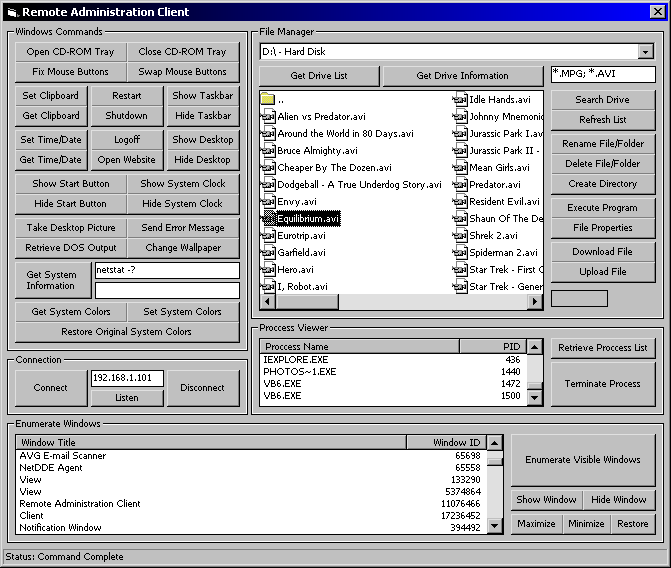 Remote Administration Client
Windows Commands
Open CD-ROM Tray Close CD-ROM Tray
Fix Mouse Buttons Swap Mouse Buttons
Set Clipboard Restart Show Taskbar
Get Clipboard Shutdown Hide Taskbar
Set Time/Date Logoff Show Desktop
Get Time/Date Open Website Hide Desktop
Show Start Button Show System Clock
Hide Start Button Hide System Clock
Take Desktop Picture Send Error Message
Retrieve DOS Output Change Wallpaper
Get System
Information
netstat -?
Get System Colors Set System Colors
Restore Original System Colors
Connection
Connect
192.168.1.101
Listen
Disconnect
File Manager
D:\ - Hard Disk
Get Drive List Get Drive Information
*.MPG; *.AVI
..
Alien vs Predator.avi
Around the World in 80 Days.avi
Bruce Almighty.avi
Cheaper By The Dozen.avi
Dodgeball - A True Underdog Story.avi
Envy.avi
Equilibrium.avi
Eurotrip.avi
Garfield.avi
Hero.avi
I, Robot.avi
Idle Hands.avi
Johnny Mnemonic
Jurassic Park I.av
Jurassic Park II -
Mean Girls.avi
Predator.avi
Resident Evil.avi
Shaun Of The De
Shrek 2.avi
Spiderman 2.avi
Star Trek - First C
Star Trek - Gener
Search Drive
Refresh List
Rename File/Folder
Delete File/Folder
Create Directory
Execute Program
File Properties
Download File
Upload File
Proccess Viewer
Proccess Name PID
IEXPLORE.EXE 436
PHOTOS~1.EXE 1440
VB6.EXE 1472
VB6.EXE 1500
Retrieve Proccess List
Terminate Process
Enumerate Windows
Window Title Window ID
AVG E-mail Scanner 65698
NetDDE Agent 65558
View 133290
View 5374864
Remote Administration Client 11076466
Client 17236452
Notification Window 394492
Enumerate Visible Windows
Show Window Hide Window
Maximize Minimize Restore
Status: Command Complete